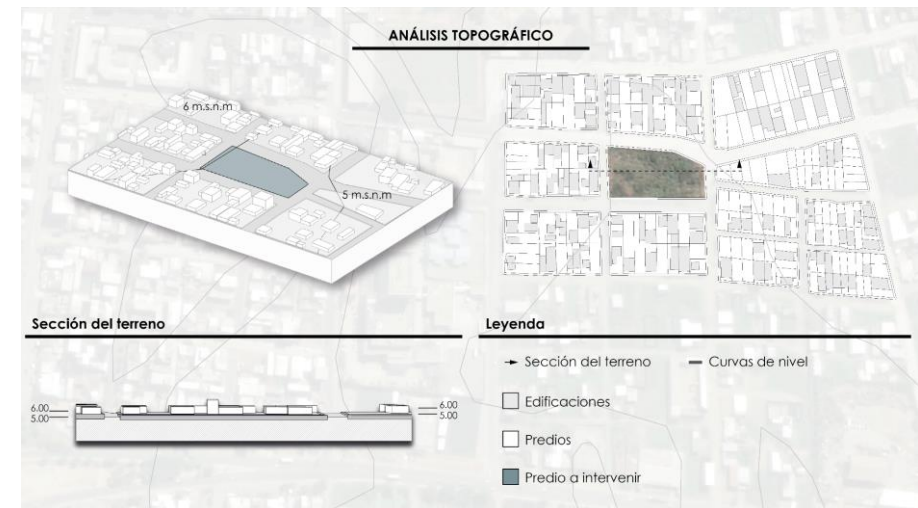 ANÁLISIS TOPOGRÁFICO
6 m.s.n.m
5 m.s.n.m
Sección del terreno
6.00
5.00
6.00
5.00
Leyenda
Sección del terreno
Curvas de nivel
Edificaciones
Predios
Predio a intervenir